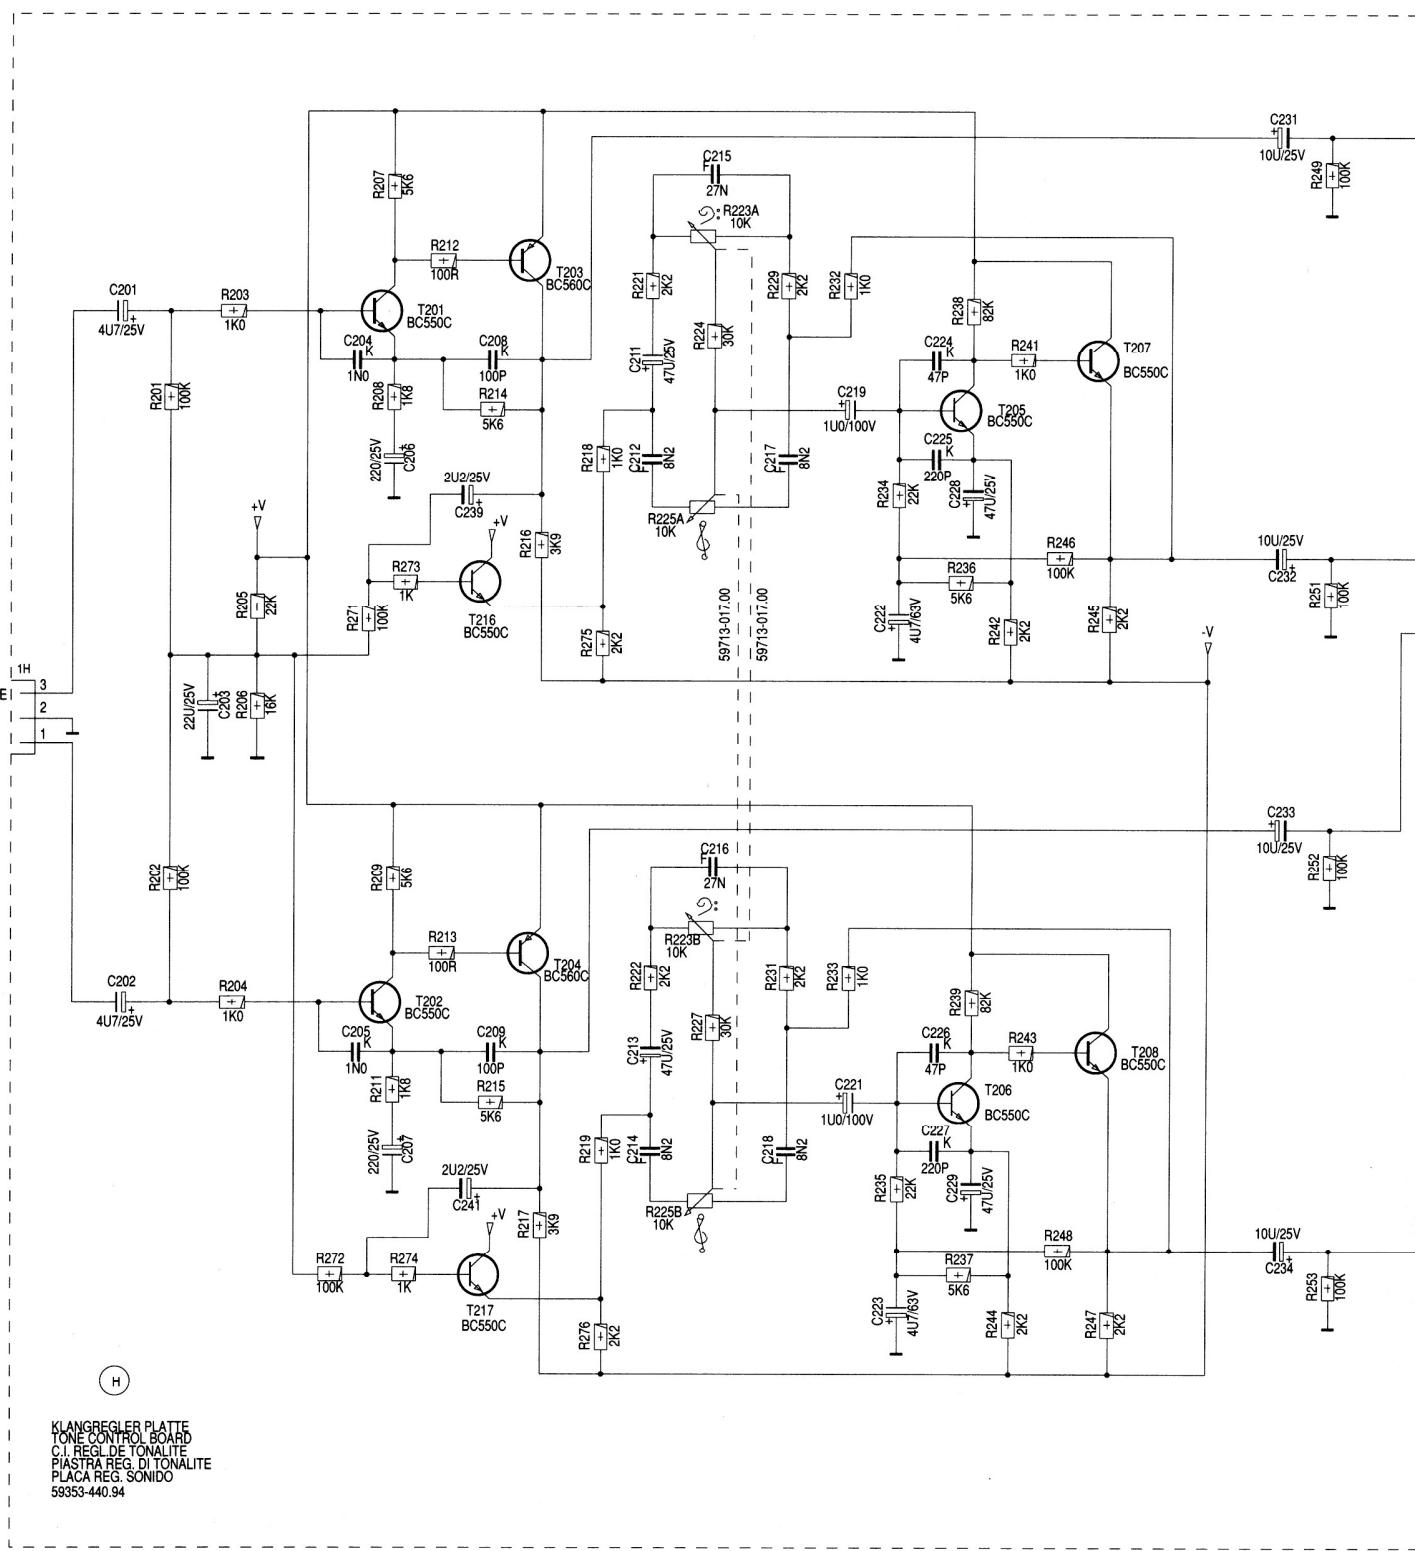 C231
+
10U/25V
R249
100K
C215
F
27N
R207
5K6
R223A
10K
R212
100R
T203
BC560C
R221
2K2
R229
2K2
R232
1K0
C201
+
4U7/25V
R203
1K0
T201
BC550C
R238
82K
R224
30K
C204
K
1N0
C208
K
100P
C211
+
47U/25V
C224
K
47P
R241
1K0
T207
BC550C
R201
100K
R208
1K8
R214
5K6
C219
+
1U0/100V
T205
BC550C
220/25V
+
C206
R218
1K0
C212
F
8N2
C217
F
8N2
C225
K
220P
2U2/25V
+
C239
R234
22K
C228
+
47U/25V
+V
+V
R225A
10K
R216
3K9
R246
100K
10U/25V
+
C232
R273
1K
R236
5K6
R205
22K
R271
100K
T216
BC550C
59713-017.00
59713-017.00
R251
100K
C222
+
4U7/63V
R275
2K2
R242
2K2
R245
2K2
-V
1H
E
3
2
1
22U/25V
+
C203
R206
16K
C233
+
10U/25V
C216
F
27N
R252
100K
R202
100K
R209
5K6
R223B
10K
R213
100R
T204
BC560C
R222
2K2
R231
2K2
R233
1K0
C202
+
4U7/25V
R204
1K0
T202
BC550C
R239
82K
R227
30K
C205
K
1N0
C209
K
100P
C213
+
47U/25V
C226
K
47P
R243
1K0
T208
BC550C
R211
1K8
R215
5K6
C221
+
1U0/100V
T206
BC550C
220/25V
+
C207
R219
1K0
C214
F
8N2
C218
F
8N2
C227
K
220P
2U2/25V
+
C241
R235
22K
C229
+
47U/25V
+V
R217
3K9
R225B
10K
R248
100K
10U/25V
+
C234
R272
100K
R274
1K
R237
5K6
R253
100K
T217
BC550C
C223
+
4U7/63V
R276
2K2
R244
2K2
R247
2K2
H
KLANGREGLER PLATTE
TONE CONTROL BOARD
C.I. REGL.DE TONALITE
PIASTRA REG. DI TONALITE
PLACA REG. SONIDO
59353-440.94